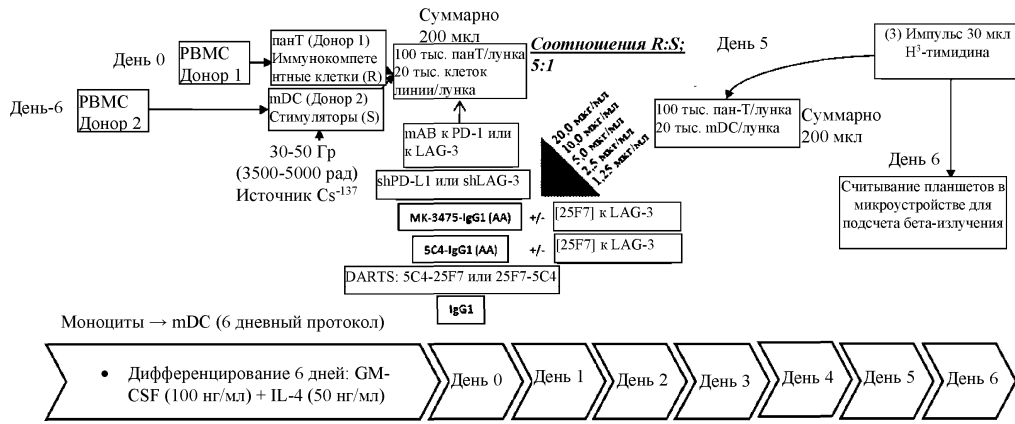 День 0
PBMC
Донор 1
День-6
PBMC
Донор 2
панТ (Донор 1)
Иммунокомпете
нтные клетки (R)
mDC (Донор 2)
Стимуляторы (S)
30-50 Гр
(3500-5000 рад)
Источник Cs-137
Суммарно
200 мкл
100 тыс. панТ/лунка
20 тыс. клеток
линии/лунка
Соотношения R:S;
5:1
mAB к PD-1 или
к LAG-3
20,0 мкг/мл
10,0 мкг/мл
5,0 мкг/мл
2,5 мкг/мл
1,25 мкг/мл
shPD-L1 или shLAG-3
MK-3475-IgG1 (AA)
+/-
[25F7] к LAG-3
5C4-IgG1 (AA)
+/-
[25F7] к LAG-3
DARTS: 5C4-25F7 или 25F7-5C4
IgG1
День 5
(3) Импульс 30 мкл
H3-тимидина
100 тыс. пан-Т/лунка
20 тыс. mDC/лунка
Суммарно
200 мкл
День 6
Считывание планшетов в
микроустройстве для
подсчета бета-излучения
Моноциты → mDC (6 дневный протокол)
• Дифференцирование 6 дней: GM-
CSF (100 нг/мл) + IL-4 (50 нг/мл)
День 0
День 1
День 2
День 3
День 4
День 5
День 6